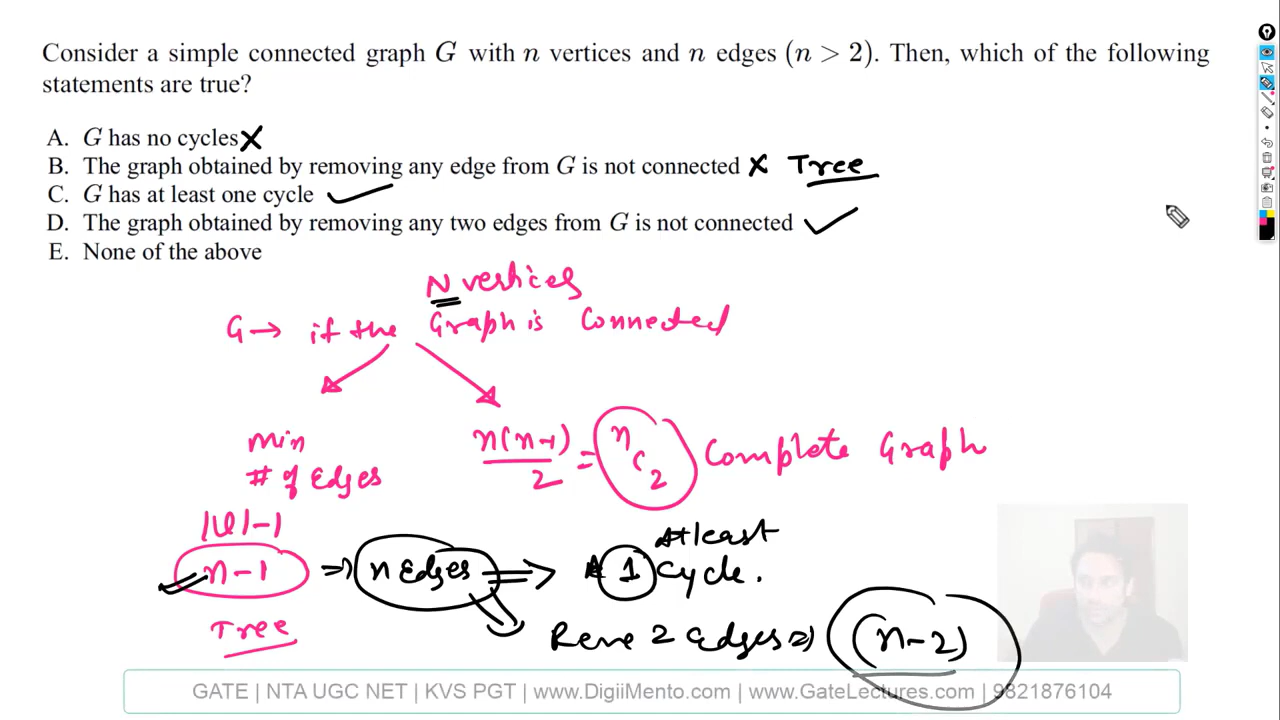 Consider a simple connected graph G with n vertices and n edges (n > 2). Then, which of the following
statements are true?
A. G has no cycles ✗
B. The graph obtained by removing any edge from G is not connected ✗ Tree
C. G has at least one cycle ✓
D. The graph obtained by removing any two edges from G is not connected ✓
E. None of the above
N vertices
G → if the Graph is Connected
n(n-1)/2 = nC2 Complete Graph
min
# of Edges
|V|-1
n-1 ⇒ n Edges ⇒ 1 Atleast Cycle.
Tree
Reme 2 edges ⇒ (n-2)
GATE | NTA UGC NET | KVS PGT | www.DigiiMento.com | www.GateLectures.com | 9821876104